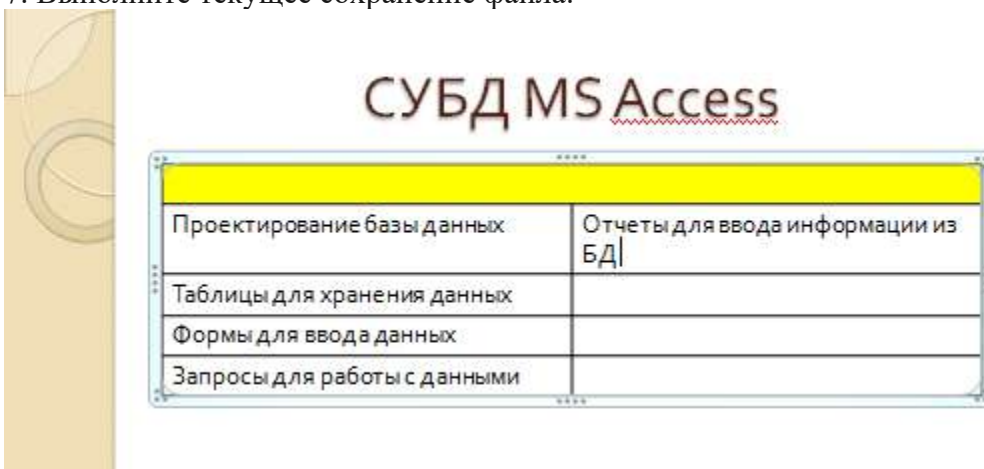 7. Выполните текущее сохранение файла.
СУБД MS Access
Проектирование базы данных
Отчеты для ввода информации из
БД
Таблицы для хранения данных
Формы для ввода данных
Запросы для работы с данными